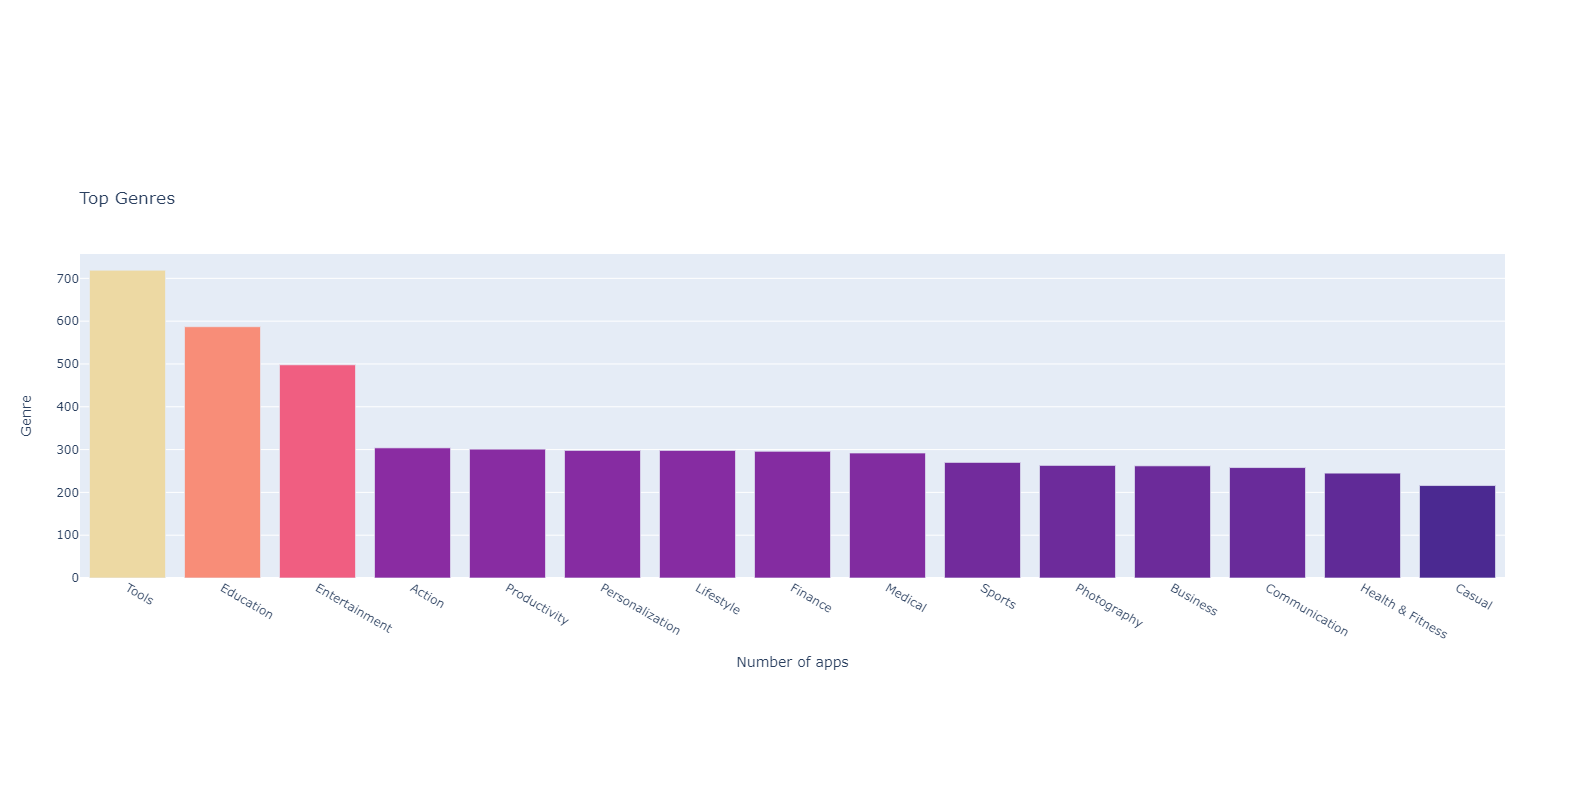 Top Genres
700
600
500
400
300
200
100
0
Genre
Tools
Education
Entertainment
Action
Productivity
Personalization
Lifestyle
Finance
Medical
Sports
Photography
Business
Communication
Health & Fitness
Casual
Number of apps